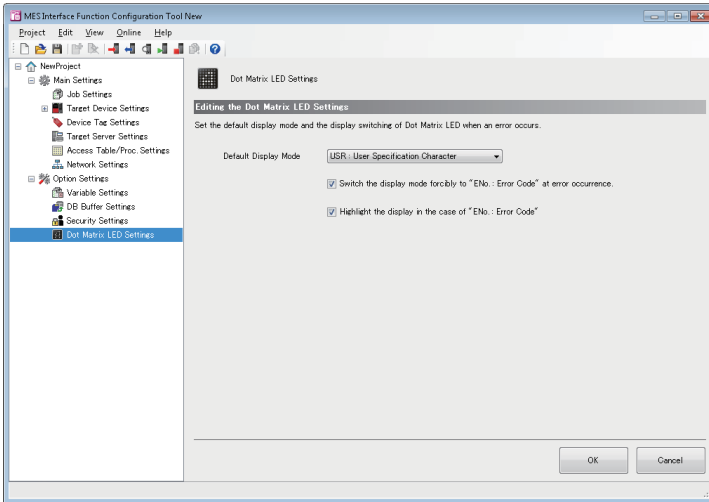 MES Interface Function Configuration Tool New
Project Edit View Online Help
NewProject
Main Settings
Job Settings
Target Device Settings
Device Tag Settings
Target Server Settings
Access Table/Proc. Settings
Network Settings
Option Settings
Variable Settings
DB Buffer Settings
Security Settings
Dot Matrix LED Settings
Dot Matrix LED Settings
Editing the Dot Matrix LED Settings
Set the default display mode and the display switching of Dot Matrix LED when an error occurs.
Default Display Mode USR : User Specification Character
Switch the display mode forcibly to "ENo. : Error Code" at error occurrence.
Highlight the display in the case of "ENo. : Error Code"
OK Cancel